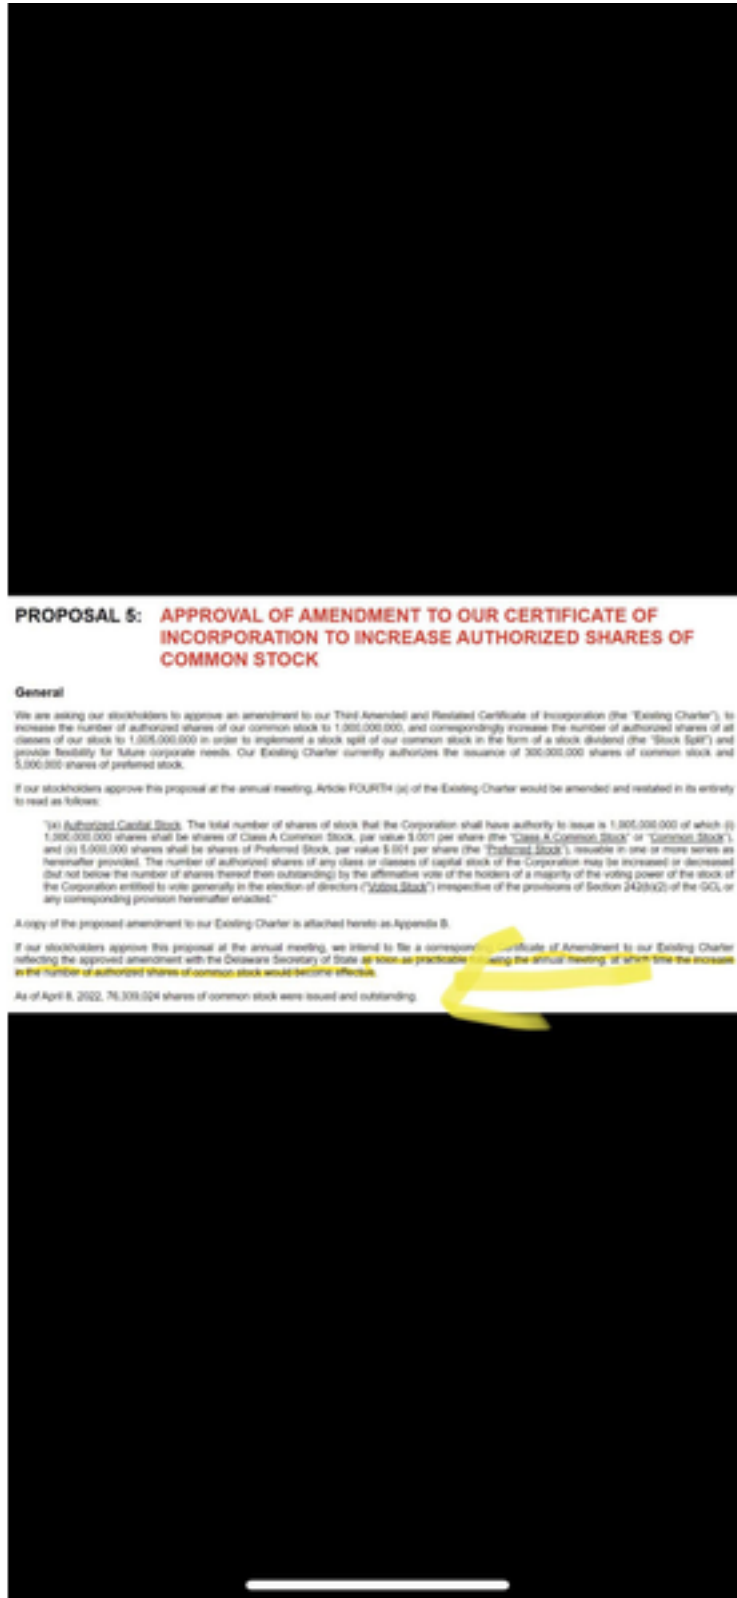 PROPOSAL 5: APPROVAL OF AMENDMENT TO OUR CERTIFICATE OF
INCORPORATION TO INCREASE AUTHORIZED SHARES OF
COMMON STOCK
General
We are asking our stockholders to approve an amendment to our Third Amended and Restated Certificate of Incorporation (the "Existing Charter"), to
increase the number of authorized shares of our common stock to 1,000,000,000, and correspondingly increase the number of authorized shares of all
classes of our stock to 1,005,000,000 in order to implement a stock split of our common stock in the form of a stock dividend (the "Stock Split") and
provide flexibility for future corporate needs. Our Existing Charter currently authorizes the issuance of 300,000,000 shares of common stock and
5,000,000 shares of preferred stock.
If our stockholders approve this proposal at the annual meeting, Article FOURTH (a) of the Existing Charter would be amended and restated in its entirety
to read as follows:
"(a) Authorized Capital Stock. The total number of shares of stock that the Corporation shall have authority to issue is 1,005,000,000 of which (i)
1,000,000,000 shares shall be shares of Class A Common Stock, par value $.001 per share (the "Class A Common Stock" or "Common Stock"),
and (ii) 5,000,000 shares shall be shares of Preferred Stock, par value $.001 per share (the "Preferred Stock"), issuable in one or more series as
hereinafter provided. The number of authorized shares of any class or classes of capital stock of the Corporation may be increased or decreased
(but not below the number of shares thereof then outstanding) by the affirmative vote of the holders of a majority of the voting power of the stock of
the Corporation entitled to vote generally in the election of directors ("Voting Stock") irrespective of the provisions of Section 242(b)(2) of the GCL or
any corresponding provision hereinafter enacted."
A copy of the proposed amendment to our Existing Charter is attached hereto as Appendix B.
If our stockholders approve this proposal at the annual meeting, we intend to file a Certificate of Amendment to our Existing Charter
reflecting the approved amendment with the Delaware Secretary of State as soon as practicable the annual meeting, at which time the increase
in the number of authorized shares of common stock would become effective.
As of April 8, 2022, 76,339,024 shares of common stock were issued and outstanding.